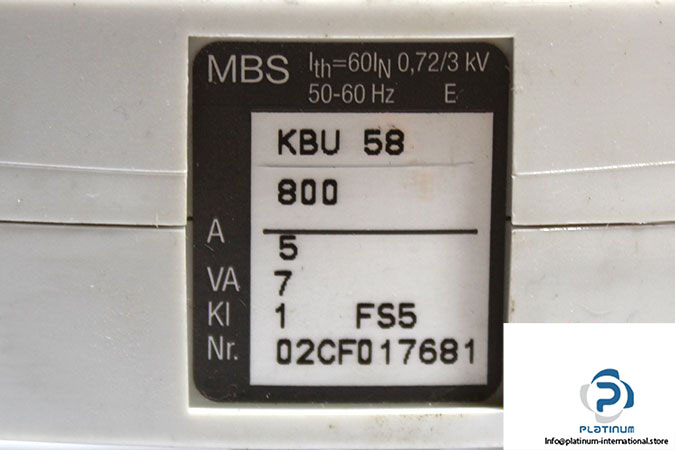 MBS Ith=60IN 0,72/3 kV
50-60 Hz E
KBU 58
800
A
5
VA 7
Kl 1 FS5
Nr. 02CF017681
PLATINUM
Info@platinum-international.store